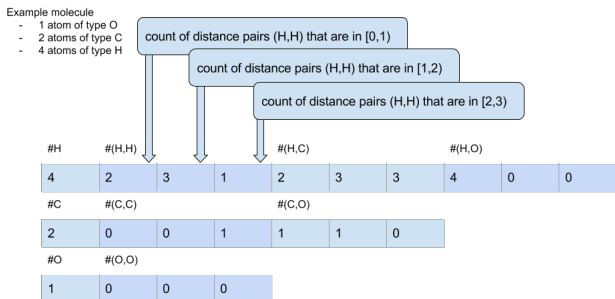 Example molecule
- 1 atom of type O
- 2 atoms of type C
- 4 atoms of type H
count of distance pairs (H,H) that are in [0,1)
count of distance pairs (H,H) that are in [1,2)
count of distance pairs (H,H) that are in [2,3)
#H #(H,H) #(H,C) #(H,O)
4 2 3 1 2 3 3 4 0 0
#C #(C,C) #(C,O)
2 0 0 1 1 1 0
#O #(O,O)
1 0 0 0